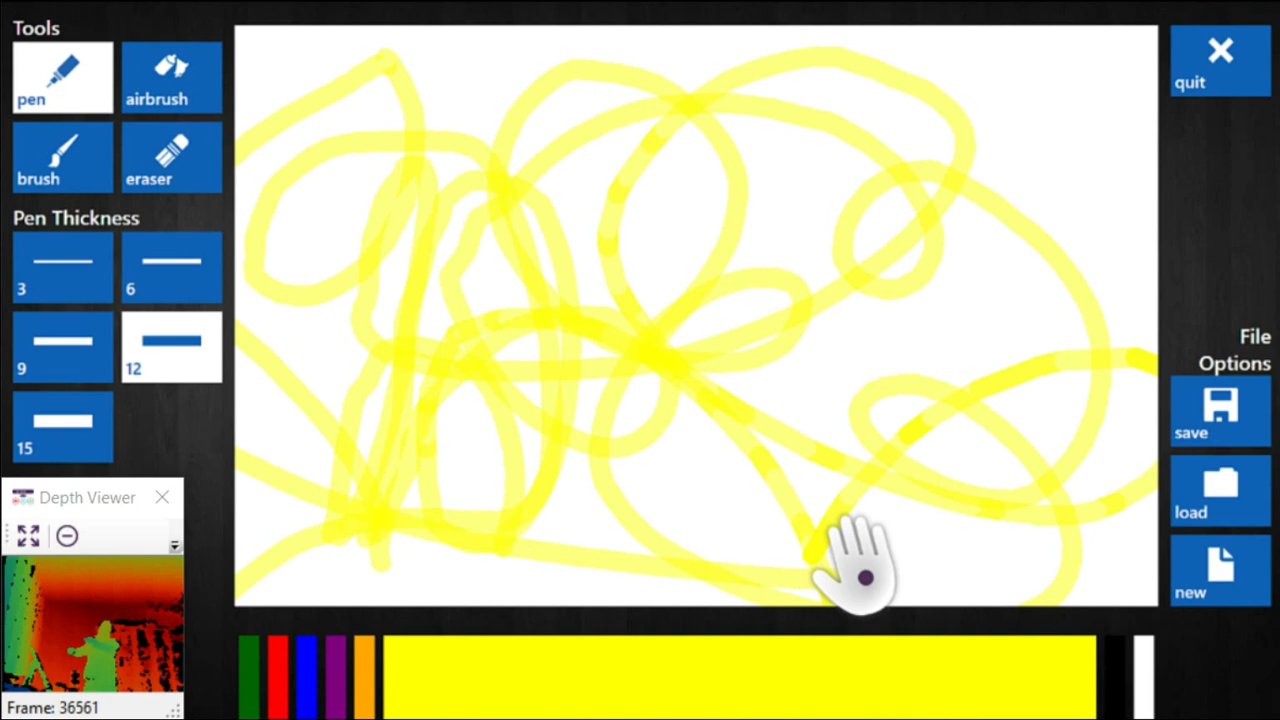 Tools
pen
airbrush
brush
eraser
Pen Thickness
3
6
9
12
15
Depth Viewer
Frame: 36561
quit
File
Options
save
load
new